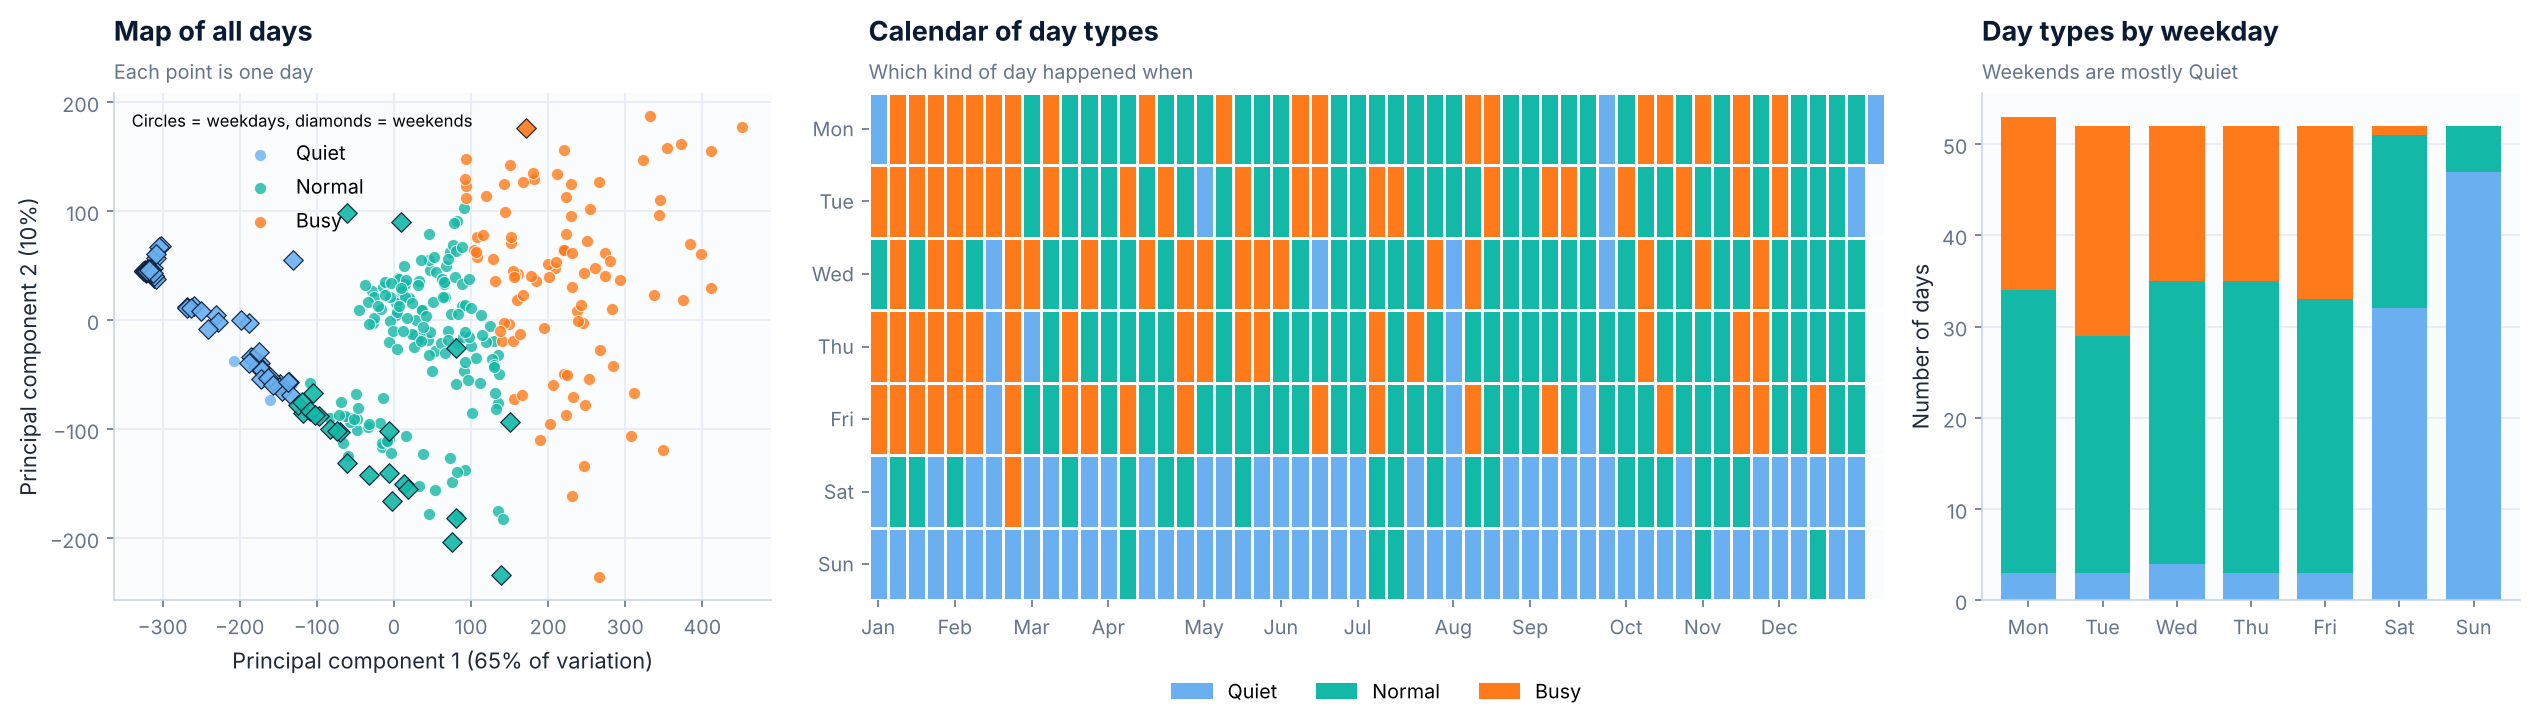 Map of all days
Each point is one day
Circles = weekdays, diamonds = weekends
Quiet
Normal
Busy
200
100
0
−100
−200
Principal component 2 (10%)
−300 −200 −100 0 100 200 300 400
Principal component 1 (65% of variation)
Calendar of day types
Which kind of day happened when
Mon
Tue
Wed
Thu
Fri
Sat
Sun
Jan Feb Mar Apr May Jun Jul Aug Sep Oct Nov Dec
Quiet Normal Busy
Day types by weekday
Weekends are mostly Quiet
50
40
30
20
10
0
Number of days
Mon Tue Wed Thu Fri Sat Sun